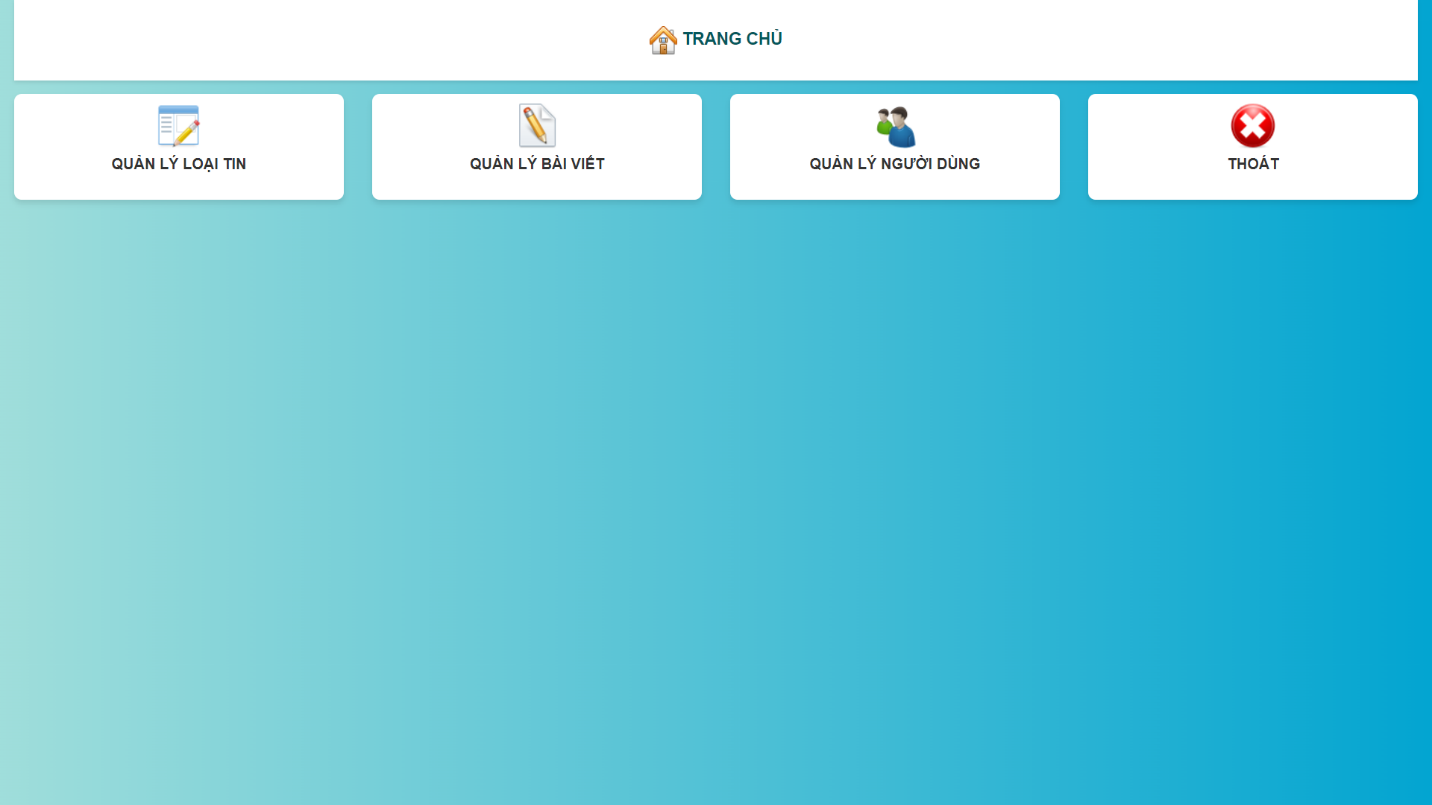 TRANG CHỦ
QUẢN LÝ LOẠI TIN
QUẢN LÝ BÀI VIẾT
QUẢN LÝ NGƯỜI DÙNG
THOÁT